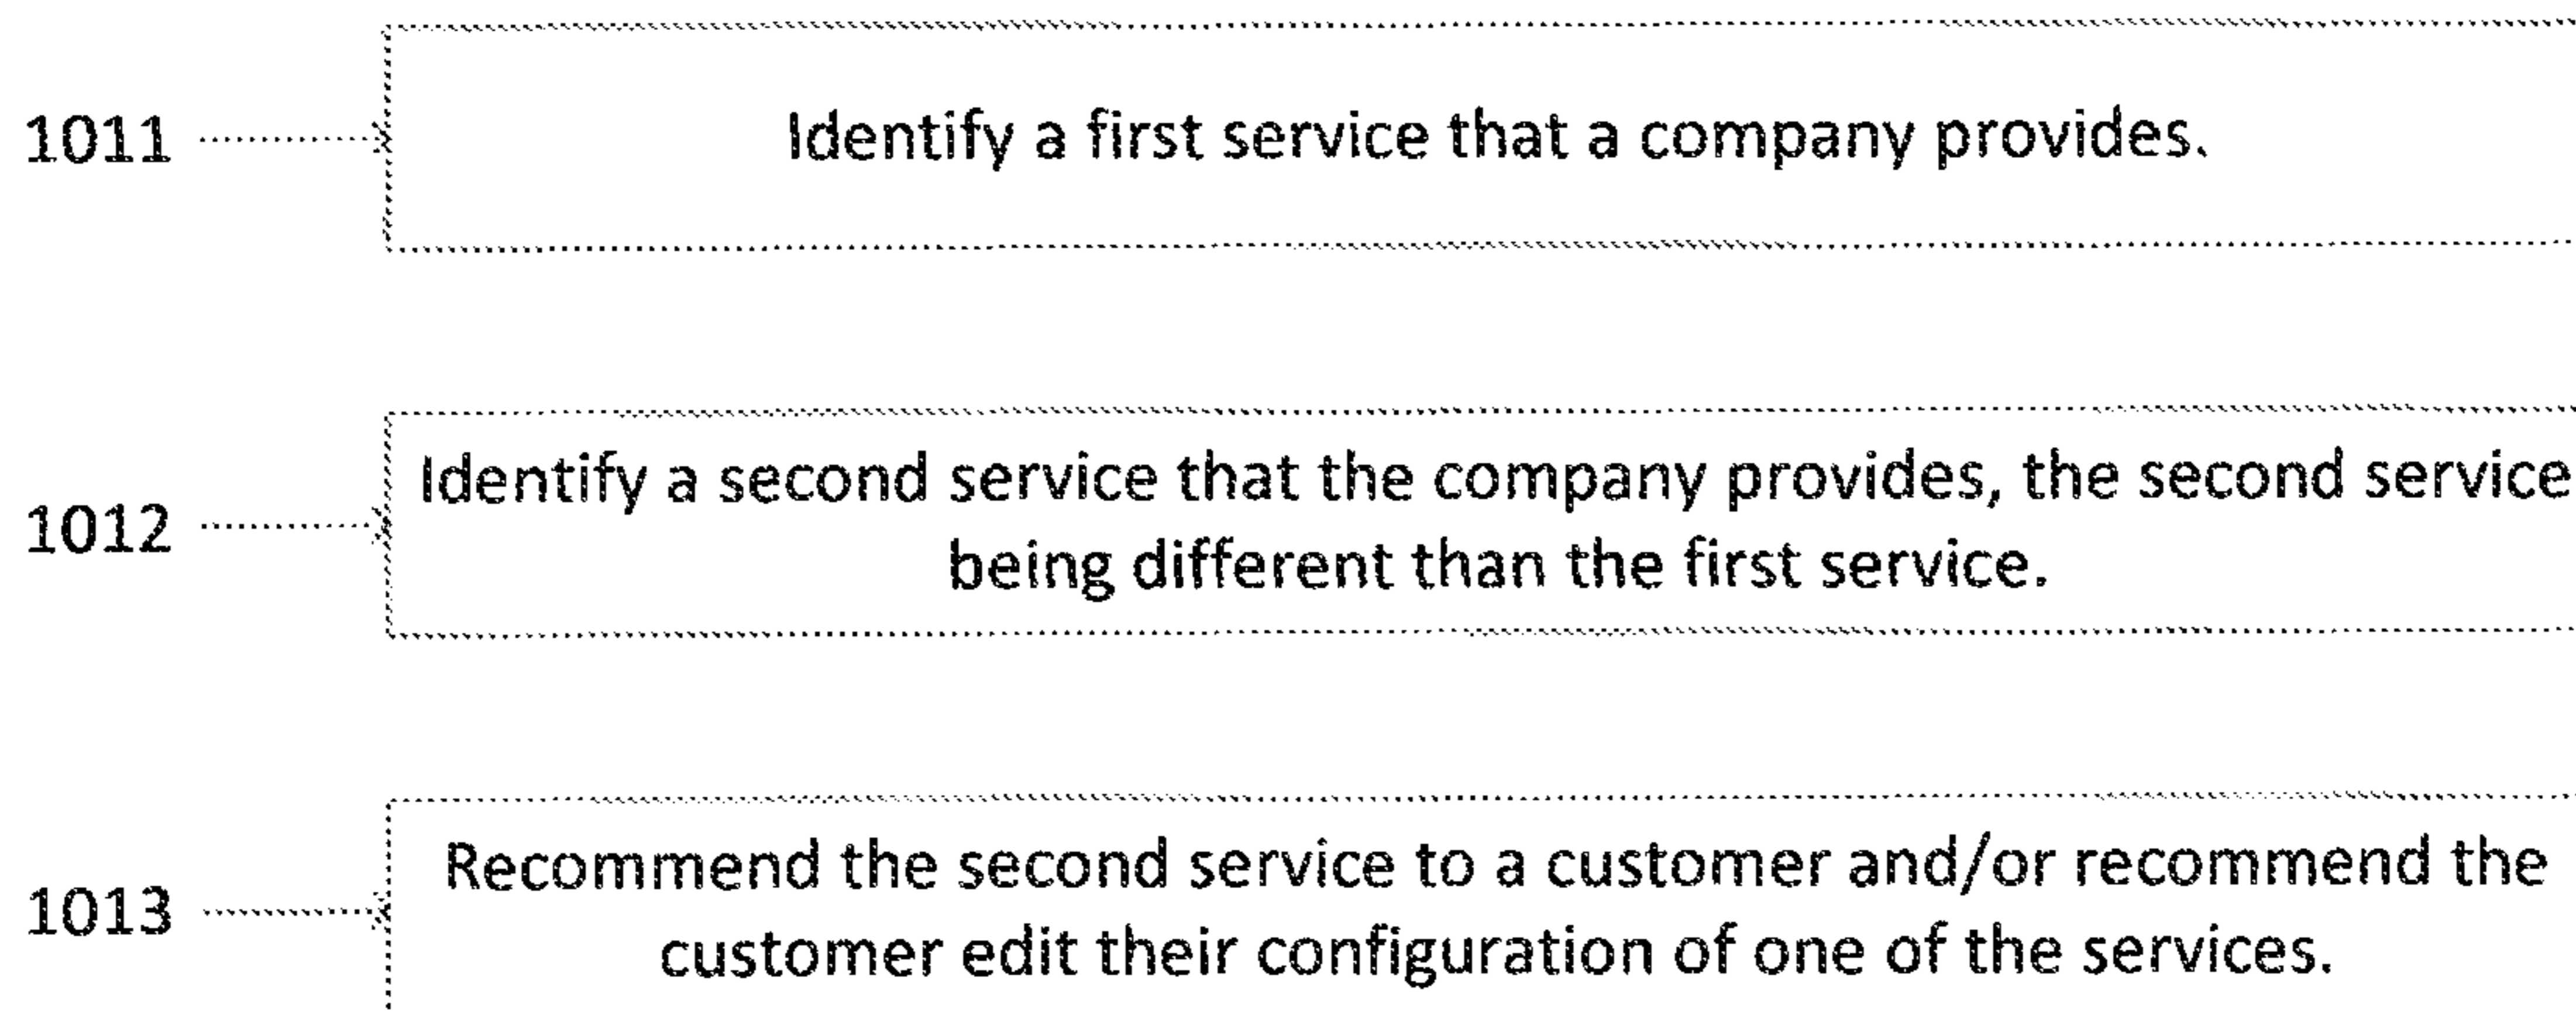 1011
Identify a first service that a company provides.
Identify a second service that the company provides, the second service
1012
being different than the first service.
Recommend the second service to a customer and/or recommend the
1013
customer edit their configuration of one of the services.